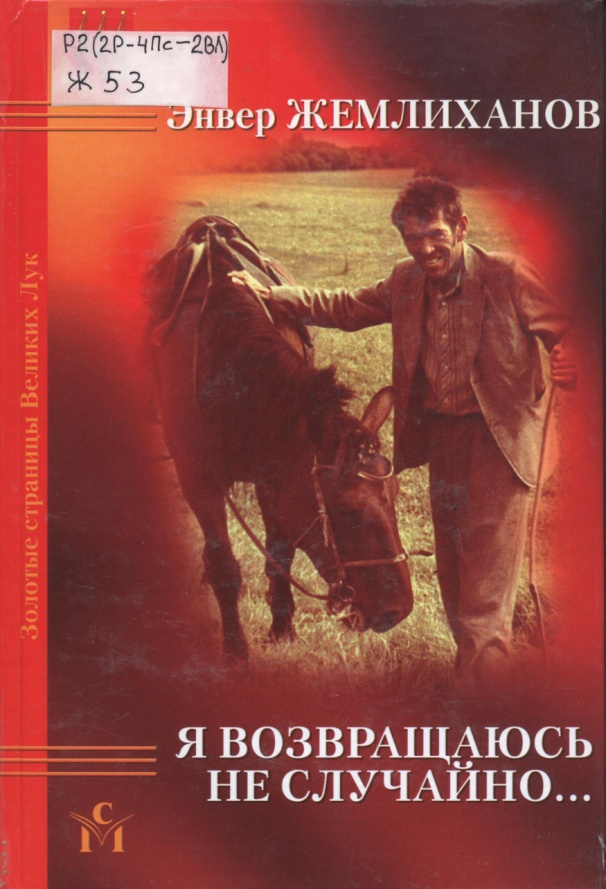 Р2(2Р-4Пс-2ВЛ)
Ж 53
Энвер ЖЕМЛИХАНОВ
Золотые страницы Великих Лук
Я ВОЗВРАЩАЮСЬ
НЕ СЛУЧАЙНО...
С
М